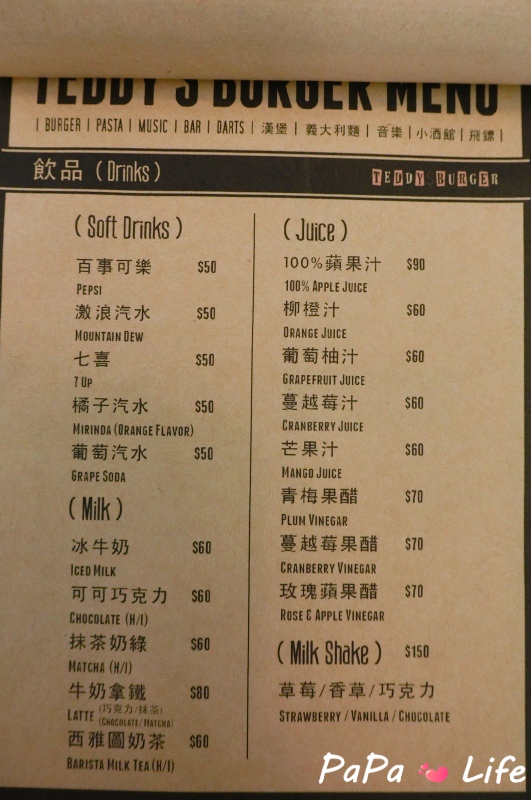 TEDDY'S BURGER MENU
| BURGER | PASTA | MUSIC | BAR | DARTS | 漢堡 | 義大利麵 | 音樂 | 小酒館 | 飛鏢 |
飲品 (Drinks)
TEDDYSBURGER
(Soft Drinks)
百事可樂 $50
Pepsi
激浪汽水 $50
Mountain Dew
七喜 $50
7 Up
橘子汽水 $50
Mirinda (Orange Flavor)
葡萄汽水 $50
Grape Soda
(Milk)
冰牛奶 $60
Iced Milk
可可巧克力 $60
Chocolate (H/I)
抹茶奶綠 $60
Matcha (H/I)
牛奶拿鐵 $80
Latte (巧克力/抹茶)
(Chocolate/Matcha)
西雅圖奶茶 $60
Barista Milk Tea (H/I)
(Juice)
100%蘋果汁 $90
100% Apple Juice
柳橙汁 $60
Orange Juice
葡萄柚汁 $60
Grapefruit Juice
蔓越莓汁 $60
Cranberry Juice
芒果汁 $60
Mango Juice
青梅果醋 $70
Plum Vinegar
蔓越莓果醋 $70
Cranberry Vinegar
玫瑰蘋果醋 $70
Rose & Apple Vinegar
(Milk Shake) $150
草莓/香草/巧克力
Strawberry / Vanilla / Chocolate
PaPa Life